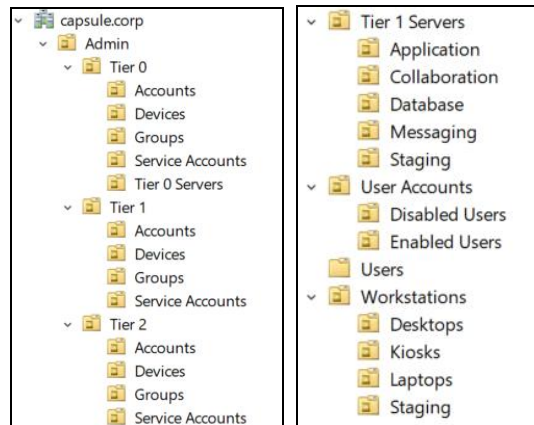 capsule.corp
Admin
Tier 0
Accounts
Devices
Groups
Service Accounts
Tier 0 Servers
Tier 1
Accounts
Devices
Groups
Service Accounts
Tier 2
Accounts
Devices
Groups
Service Accounts
Tier 1 Servers
Application
Collaboration
Database
Messaging
Staging
User Accounts
Disabled Users
Enabled Users
Users
Workstations
Desktops
Kiosks
Laptops
Staging